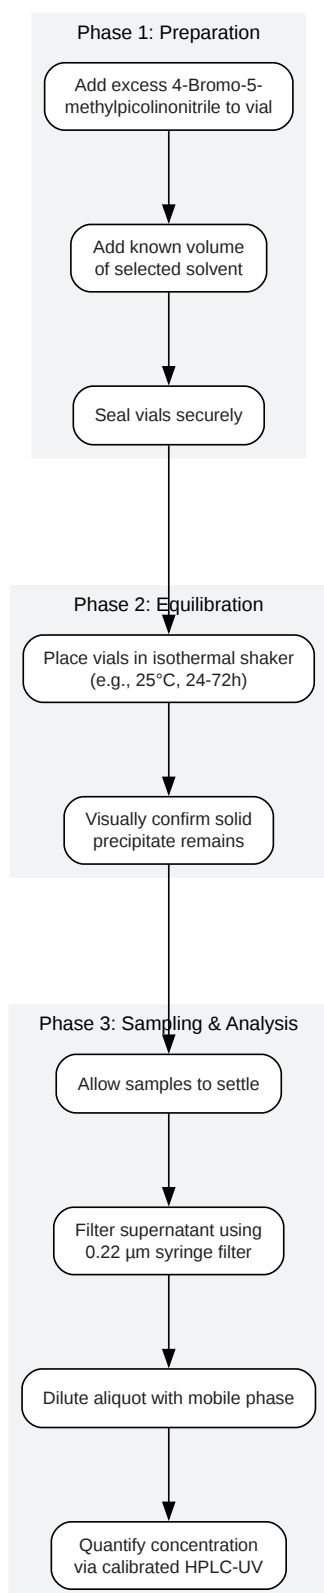 Phase 1: Preparation
Add excess 4-Bromo-5-
methylpicolinonitrile to vial
Add known volume
of selected solvent
Seal vials securely
Phase 2: Equilibration
Place vials in isothermal shaker
(e.g., 25°C, 24-72h)
Visually confirm solid
precipitate remains
Phase 3: Sampling & Analysis
Allow samples to settle
Filter supernatant using
0.22 µm syringe filter
Dilute aliquot with mobile phase
Quantify concentration
via calibrated HPLC-UV